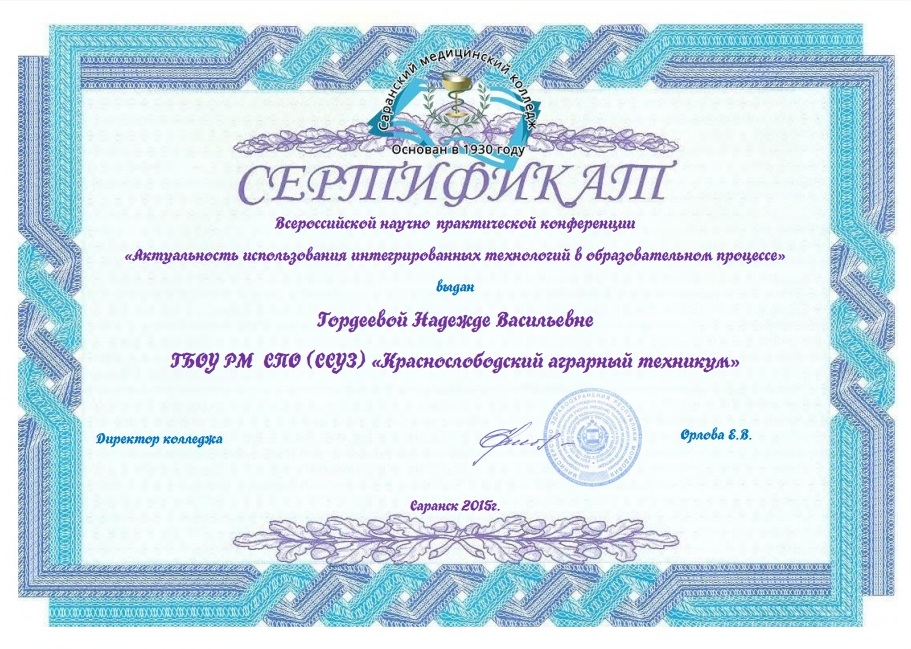 Саранский медицинский колледж
Основан в 1930 году
СЕРТИФИКАТ
Всероссийской научно практической конференции
«Актуальность использования интегрированных технологий в образовательном процессе»
выдан
Гордеевой Надежде Васильевне
ГБОУ РМ СПО (ССУЗ) «Краснослободский аграрный техникум»
Директор колледжа
Орлова Е.В.
Саранск 2015г.